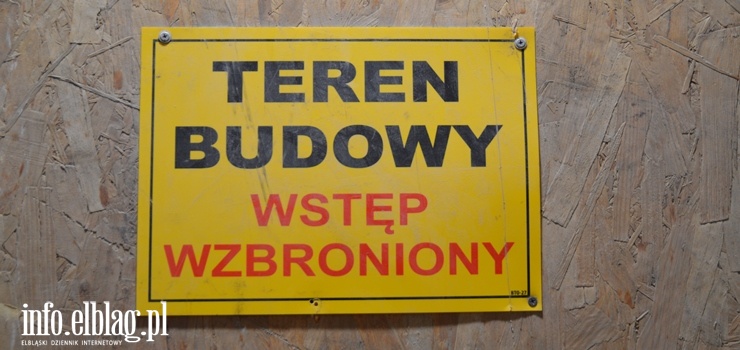 TEREN
BUDOWY
WSTĘP
WZBRONIONY
info.elblag.pl
ELBLĄSKI DZIENNIK INTERNETOWY